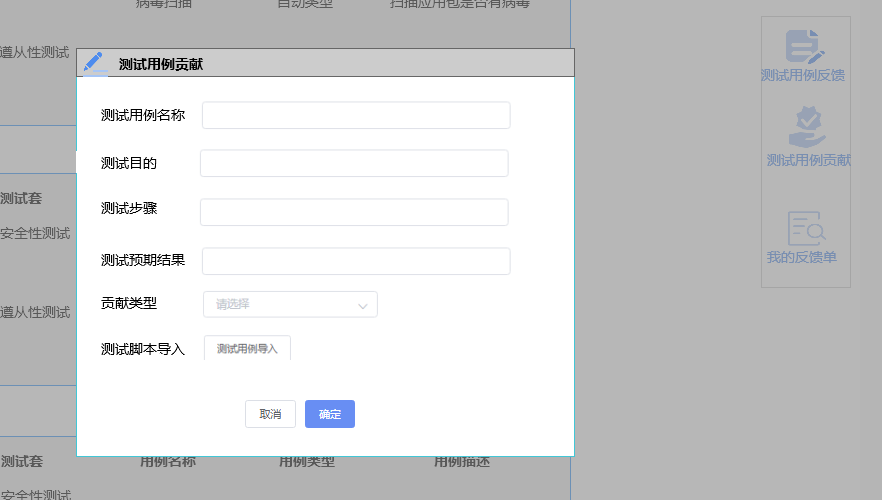 病毒扫描 自动类型 扫描应用包是否有病毒
遵从性测试
测试用例反馈
测试用例贡献
我的反馈单
测试用例贡献
测试用例名称
测试目的
测试步骤
测试预期结果
贡献类型 请选择
测试脚本导入 测试用例导入
取消 确定
测试套
安全性测试
遵从性测试
测试套 用例名称 用例类型 用例描述
安全性测试